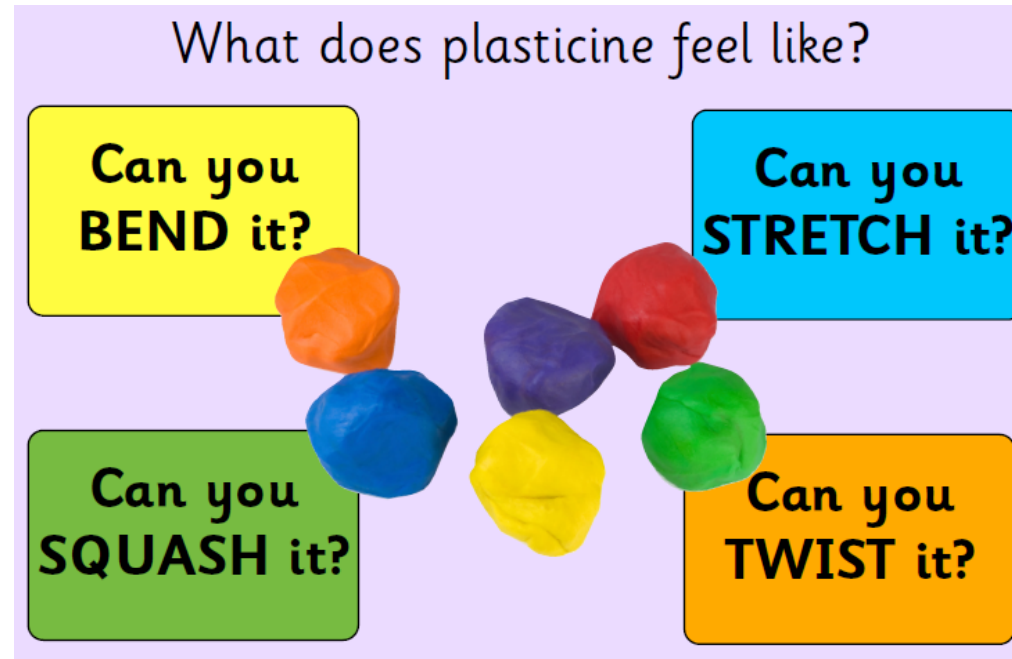 What does plasticine feel like?
Can you
BEND it?
Can you
STRETCH it?
Can you
SQUASH it?
Can you
TWIST it?